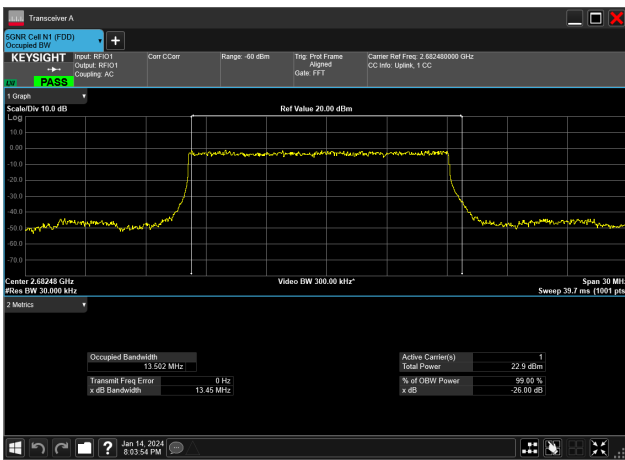 Transceiver A
5GNR Cell N1 (FDD)
Occupied BW
KEYSIGHT
LXI
PASS
Input: RFIO1
Output: RFIO1
Coupling: AC
Corr CCorr
Range: -60 dBm
Trig: Prot Frame
Aligned
Gate: FFT
Carrier Ref Freq: 2.682480000 GHz
CC Info: Uplink, 1 CC
1 Graph
Scale/Div 10.0 dB
Ref Value 20.00 dBm
Log
10.0
0.00
-10.0
-20.0
-30.0
-40.0
-50.0
-60.0
-70.0
Center 2.68248 GHz
Video BW 300.00 kHz*
Span 30 MHz
#Res BW 30.000 kHz
Sweep 39.7 ms (1001 pts
2 Metrics
Occupied Bandwidth
13.502 MHz
Active Carrier(s) 1
Total Power 22.9 dBm
Transmit Freq Error 0 Hz
% of OBW Power 99.00 %
x dB Bandwidth 13.45 MHz
x dB -26.00 dB
Jan 14, 2024
8:03:54 PM